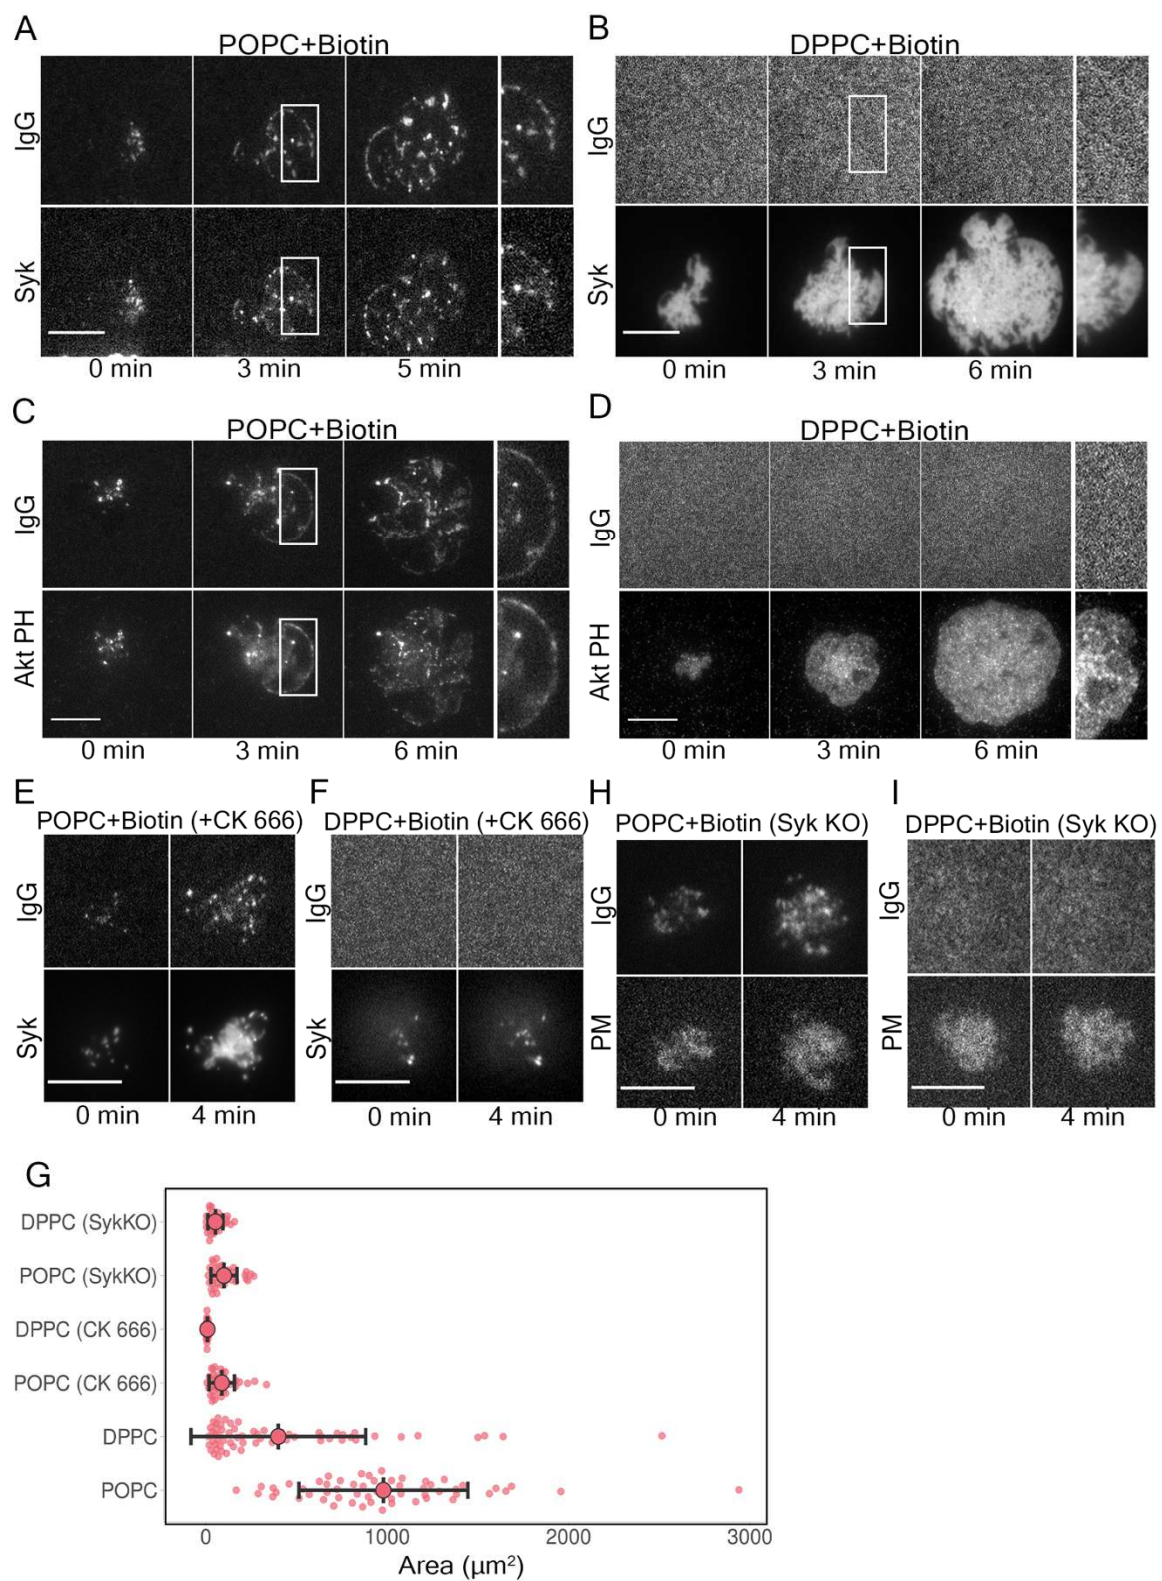 A
POPC+Biotin
IgG
Syk
0 min 3 min 5 min
B
DPPC+Biotin
IgG
Syk
0 min 3 min 6 min
C
POPC+Biotin
IgG
Akt PH
0 min 3 min 6 min
D
DPPC+Biotin
IgG
Akt PH
0 min 3 min 6 min
E
POPC+Biotin (+CK 666)
IgG
Syk
0 min 4 min
F
DPPC+Biotin (+CK 666)
IgG
Syk
0 min 4 min
H
POPC+Biotin (Syk KO)
IgG
PM
0 min 4 min
I
DPPC+Biotin (Syk KO)
IgG
PM
0 min 4 min
G
DPPC (SykKO)
POPC (SykKO)
DPPC (CK 666)
POPC (CK 666)
DPPC
POPC
0 1000 2000 3000
Area (µm²)